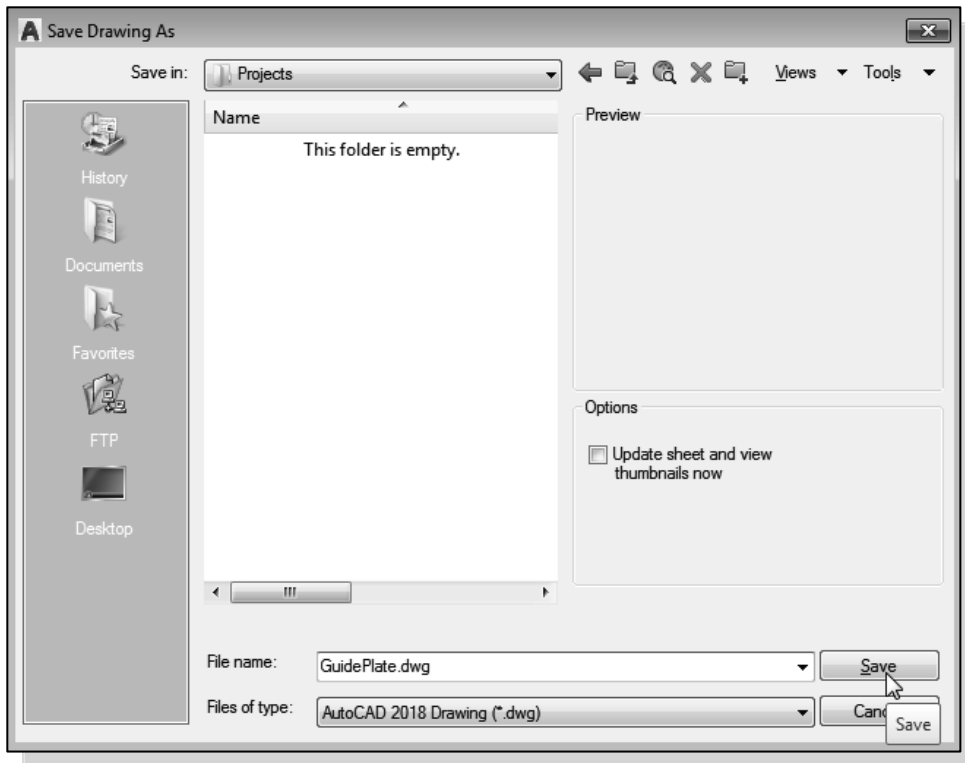 Save Drawing As
Save in: Projects Views Tools
Name
This folder is empty.
Preview
History
Documents
Favorites
FTP
Desktop
Options
Update sheet and view
thumbnails now
File name: GuidePlate.dwg Save
Files of type: AutoCAD 2018 Drawing (*.dwg)
Save